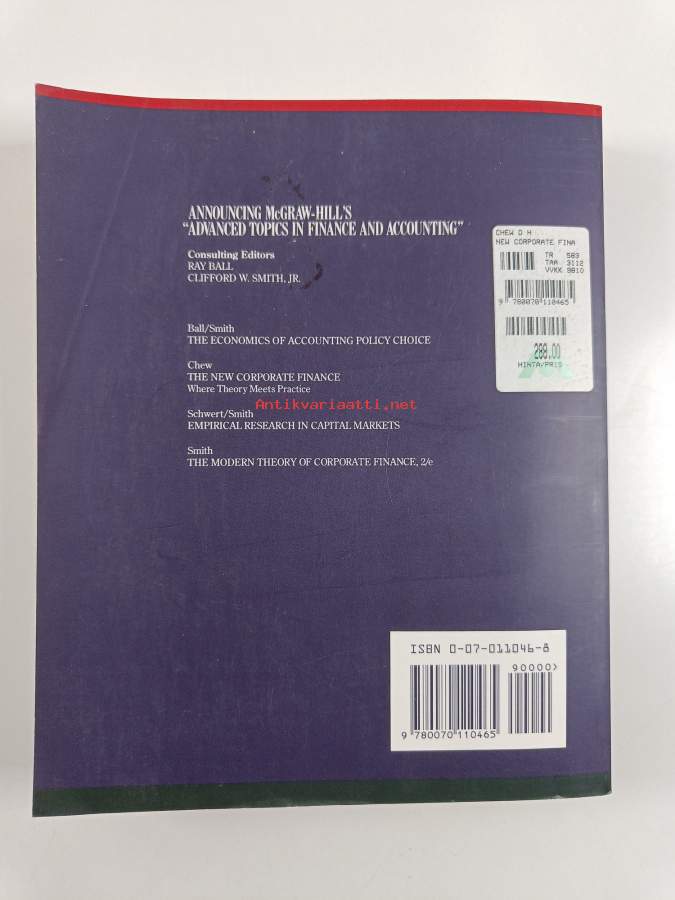 ANNOUNCING McGRAW-HILL'S
"ADVANCED TOPICS IN FINANCE AND ACCOUNTING"
Consulting Editors
RAY BALL
CLIFFORD W. SMITH, JR.
Ball/Smith
THE ECONOMICS OF ACCOUNTING POLICY CHOICE
Chew
THE NEW CORPORATE FINANCE
Where Theory Meets Practice
Antikvariaatti.net
Schwert/Smith
EMPIRICAL RESEARCH IN CAPITAL MARKETS
Smith
THE MODERN THEORY OF CORPORATE FINANCE, 2/e
CHEW D H
NEW CORPORATE FINA
TR 583
TAA 3112
VVKK 9810
9 780070 110465
288.00
HINTA/PRIS
ISBN 0-07-011046-8
90000>
9 780070 110465